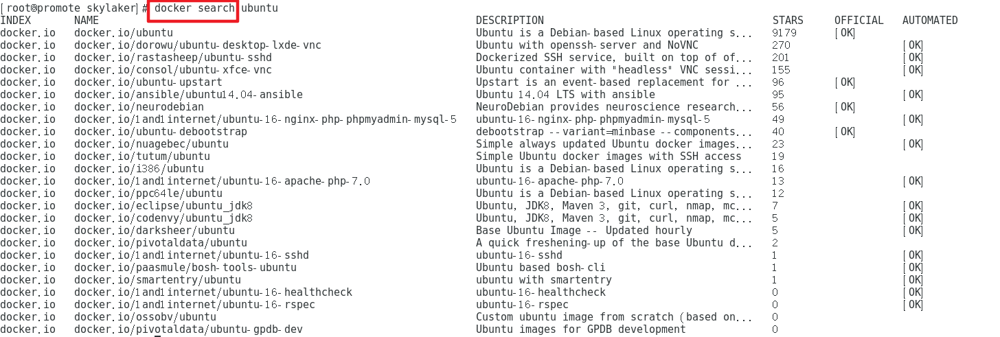 [root@promote skylaker]# docker search ubuntu
INDEX NAME DESCRIPTION STARS OFFICIAL AUTOMATED
docker.io docker.io/ubuntu Ubuntu is a Debian-based Linux operating s... 9179 [OK]
docker.io docker.io/dorowu/ubuntu-desktop-lxde-vnc Ubuntu with openssh-server and NoVNC 270 [OK]
docker.io docker.io/rastasheep/ubuntu-sshd Dockerized SSH service, built on top of of... 201 [OK]
docker.io docker.io/consol/ubuntu-xfce-vnc Ubuntu container with "headless" VNC sessi... 155 [OK]
docker.io docker.io/ubuntu-upstart Upstart is an event-based replacement for ... 96 [OK]
docker.io docker.io/ansible/ubuntu14.04-ansible Ubuntu 14.04 LTS with ansible 95 [OK]
docker.io docker.io/neurodebian NeuroDebian provides neuroscience research... 56 [OK]
docker.io docker.io/1and1internet/ubuntu-16-nginx-php-phpmyadmin-mysql-5 ubuntu-16-nginx-php-phpmyadmin-mysql-5 49 [OK]
docker.io docker.io/ubuntu-debootstrap debootstrap --variant=minbase --components... 40 [OK]
docker.io docker.io/nuagebec/ubuntu Simple always updated Ubuntu docker images... 23 [OK]
docker.io docker.io/tutum/ubuntu Simple Ubuntu docker images with SSH access 19
docker.io docker.io/i386/ubuntu Ubuntu is a Debian-based Linux operating s... 16
docker.io docker.io/1and1internet/ubuntu-16-apache-php-7.0 ubuntu-16-apache-php-7.0 13 [OK]
docker.io docker.io/ppc64le/ubuntu Ubuntu is a Debian-based Linux operating s... 12
docker.io docker.io/eclipse/ubuntu_jdk8 Ubuntu, JDK8, Maven 3, git, curl, nmap, mc... 7 [OK]
docker.io docker.io/codenvy/ubuntu_jdk8 Ubuntu, JDK8, Maven 3, git, curl, nmap, mc... 5 [OK]
docker.io docker.io/darksheer/ubuntu Base Ubuntu Image -- Updated hourly 5 [OK]
docker.io docker.io/pivotaldata/ubuntu A quick freshening-up of the base Ubuntu d... 2
docker.io docker.io/1and1internet/ubuntu-16-sshd ubuntu-16-sshd 1 [OK]
docker.io docker.io/paasmule/bosh-tools-ubuntu Ubuntu based bosh-cli 1 [OK]
docker.io docker.io/smartentry/ubuntu ubuntu with smartentry 1 [OK]
docker.io docker.io/1and1internet/ubuntu-16-healthcheck ubuntu-16-healthcheck 0 [OK]
docker.io docker.io/1and1internet/ubuntu-16-rspec ubuntu-16-rspec 0 [OK]
docker.io docker.io/ossobv/ubuntu Custom ubuntu image from scratch (based on... 0
docker.io docker.io/pivotaldata/ubuntu-gpdb-dev Ubuntu images for GPDB development 0